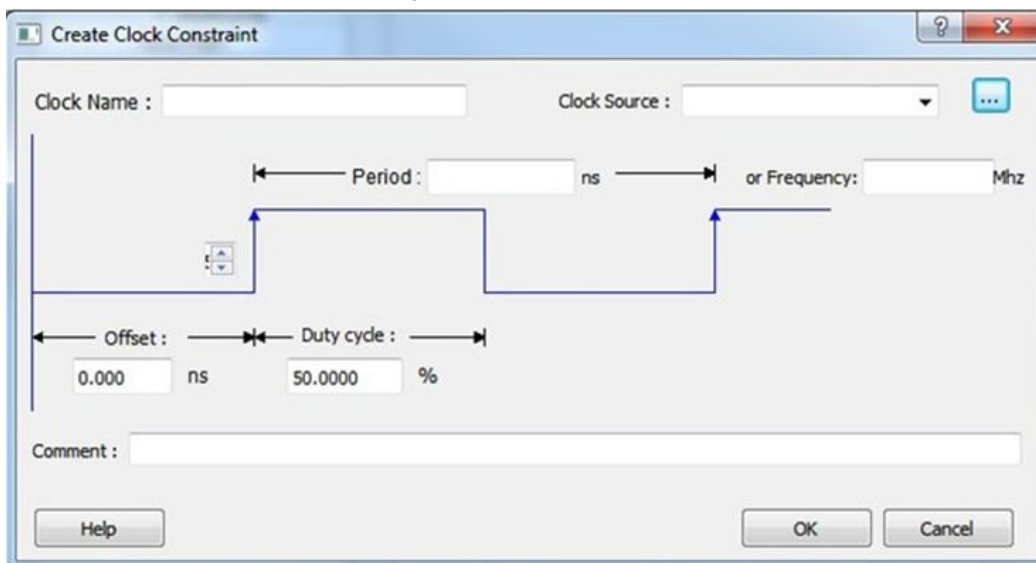 Create Clock Constraint
Clock Name : Clock Source : ...
Period : ns or Frequency: Mhz
Offset : Duty cycle :
0.000 ns 50.0000 %
Comment :
Help OK Cancel